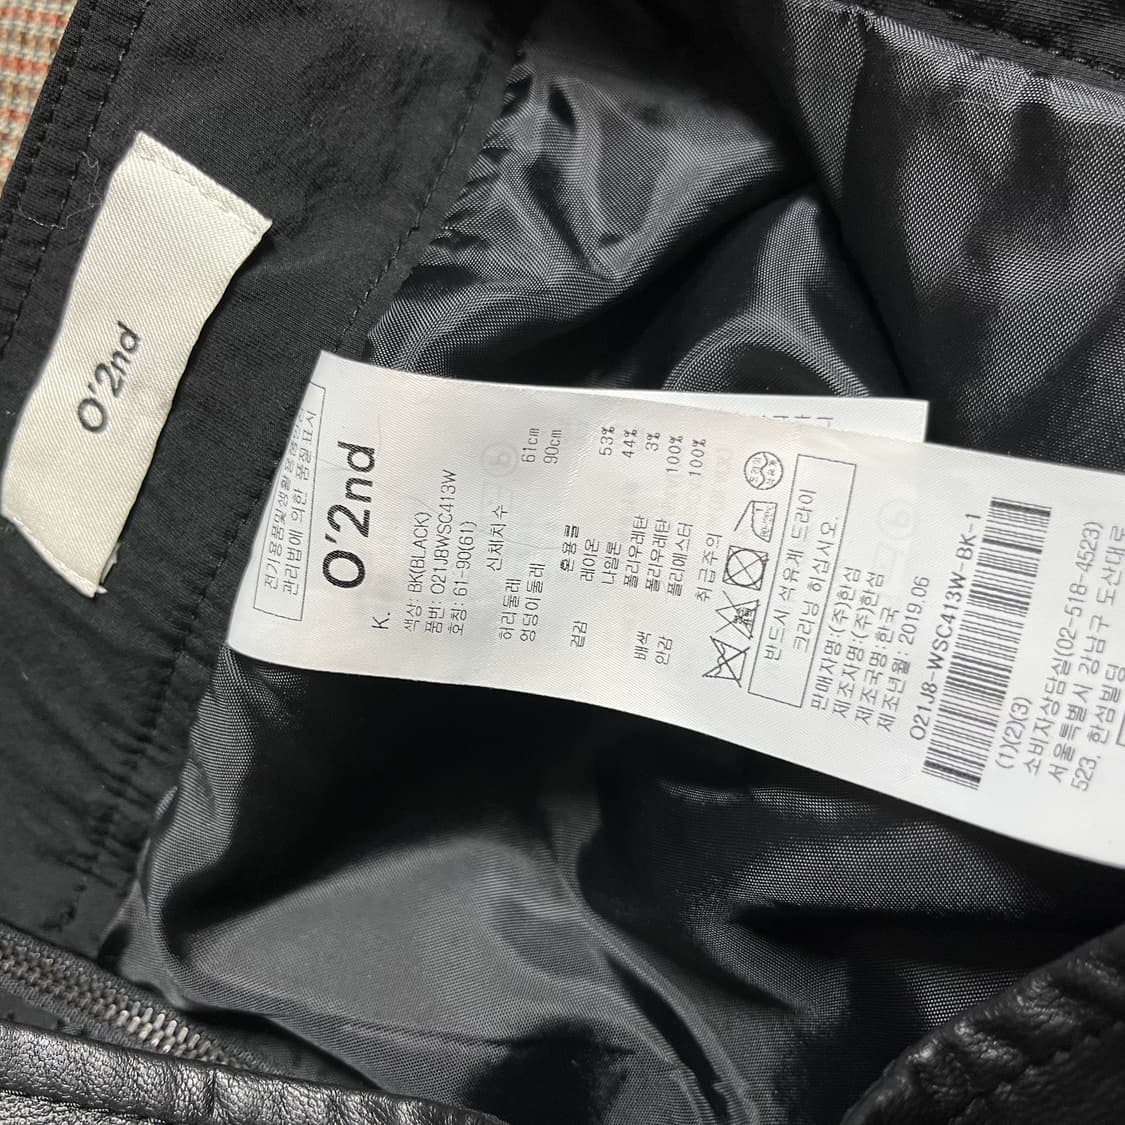 O'2nd
전기용품및생활용품안전
관리법에 의한 품질표시
O'2nd
K.
색상: BK(BLACK)
품번: O21J8WSC413W
호칭: 61-90(61)
신체치수
허리둘레 61cm
엉덩이둘레 90cm
혼용률
겉감 레이온 53%
나일론 44%
폴리우레탄 3%
배색 폴리우레탄 100%
안감 폴리에스터 100%
취급주의
드라이
석유계
반드시 석유계 드라이
크리닝 하십시오.
판매자명:(주)한섬
제조자명:(주)한섬
제조국명:한국
제조년월: 2019.06
O21J8-WSC413W-BK-1
(1)(2)(3)
소비자상담실(02-518-4523)
서울특별시 강남구 도산대로
523, 한섬빌딩